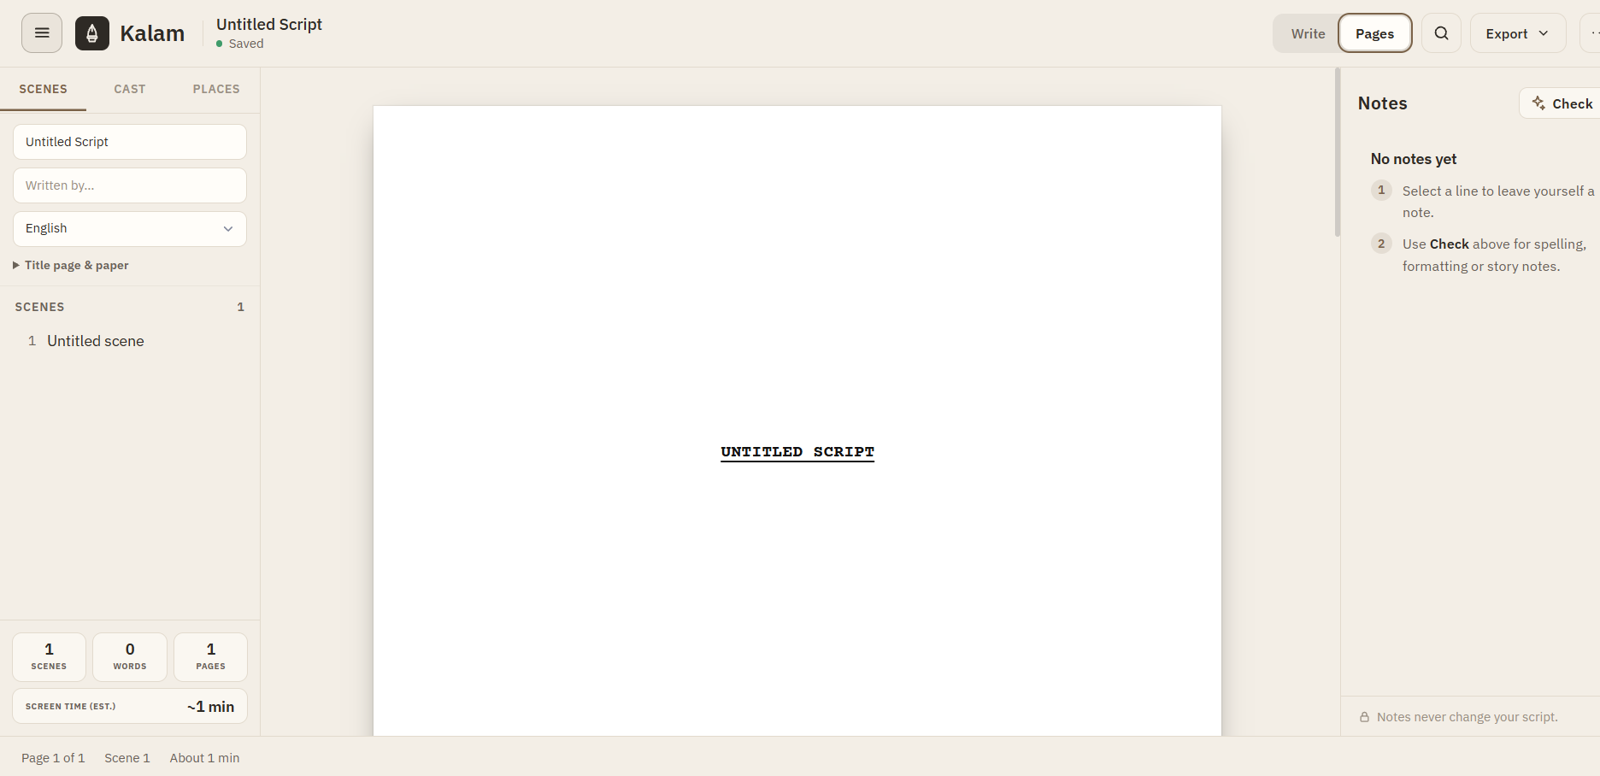 Kalam
Untitled Script
Saved
Write
Pages
Export
SCENES
CAST
PLACES
Untitled Script
Written by...
English
Title page & paper
SCENES 1
1 Untitled scene
1
SCENES
0
WORDS
1
PAGES
SCREEN TIME (EST.) ~1 min
UNTITLED SCRIPT
Notes
Check
No notes yet
1 Select a line to leave yourself a
note.
2 Use Check above for spelling,
formatting or story notes.
Notes never change your script.
Page 1 of 1 Scene 1 About 1 min